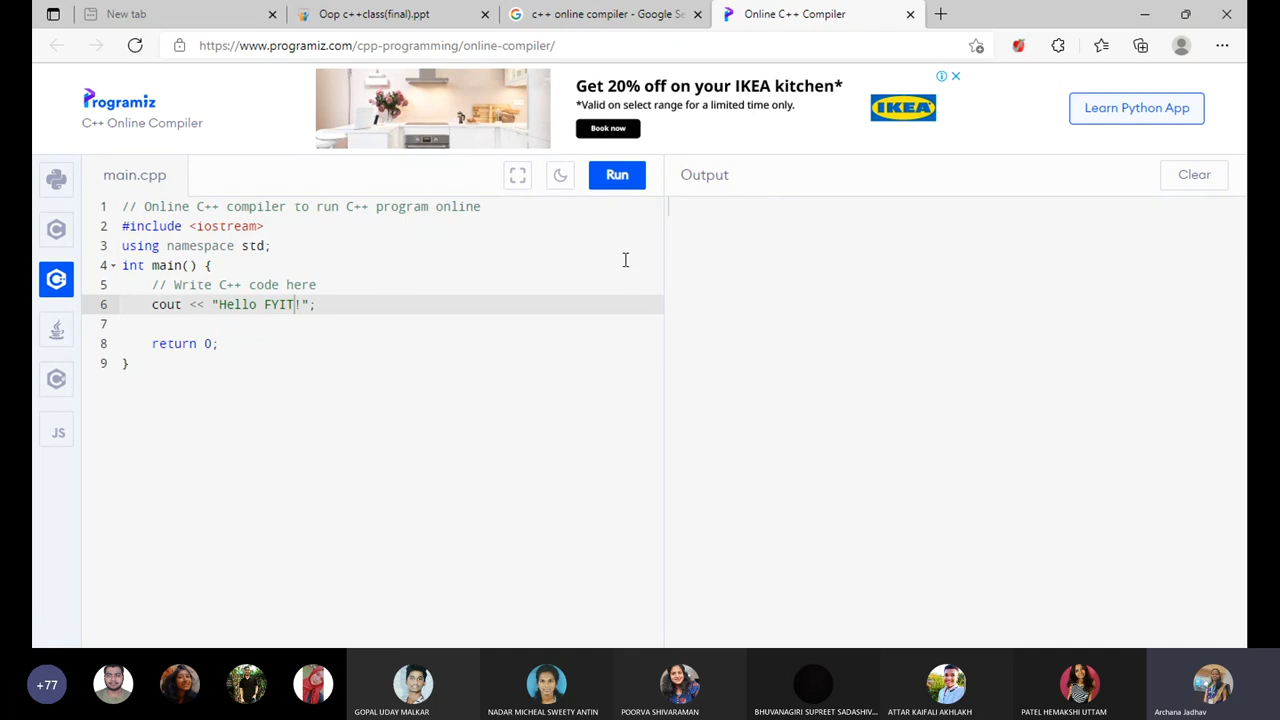 New tab
Oop c++class(final).ppt
c++ online compiler - Google Se
Online C++ Compiler
https://www.programiz.com/cpp-programming/online-compiler/
Programiz
C++ Online Compiler
Get 20% off on your IKEA kitchen*
*Valid on select range for a limited time only.
Book now
IKEA
Learn Python App
main.cpp
Run
Output
Clear
1 // Online C++ compiler to run C++ program online
2 #include <iostream>
3 using namespace std;
4 int main() {
5 // Write C++ code here
6 cout << "Hello FYIT!";
7
8 return 0;
9 }
JS
+77
GOPAL UDAY MALKAR
NADAR MICHEAL SWEETY ANTIN
POORVA SHIVARAMAN
BHUVANAGIRI SUPREET SADASHIV...
ATTAR KAIFALI AKHLAKH
PATEL HEMAKSHI UTTAM
Archana Jadhav